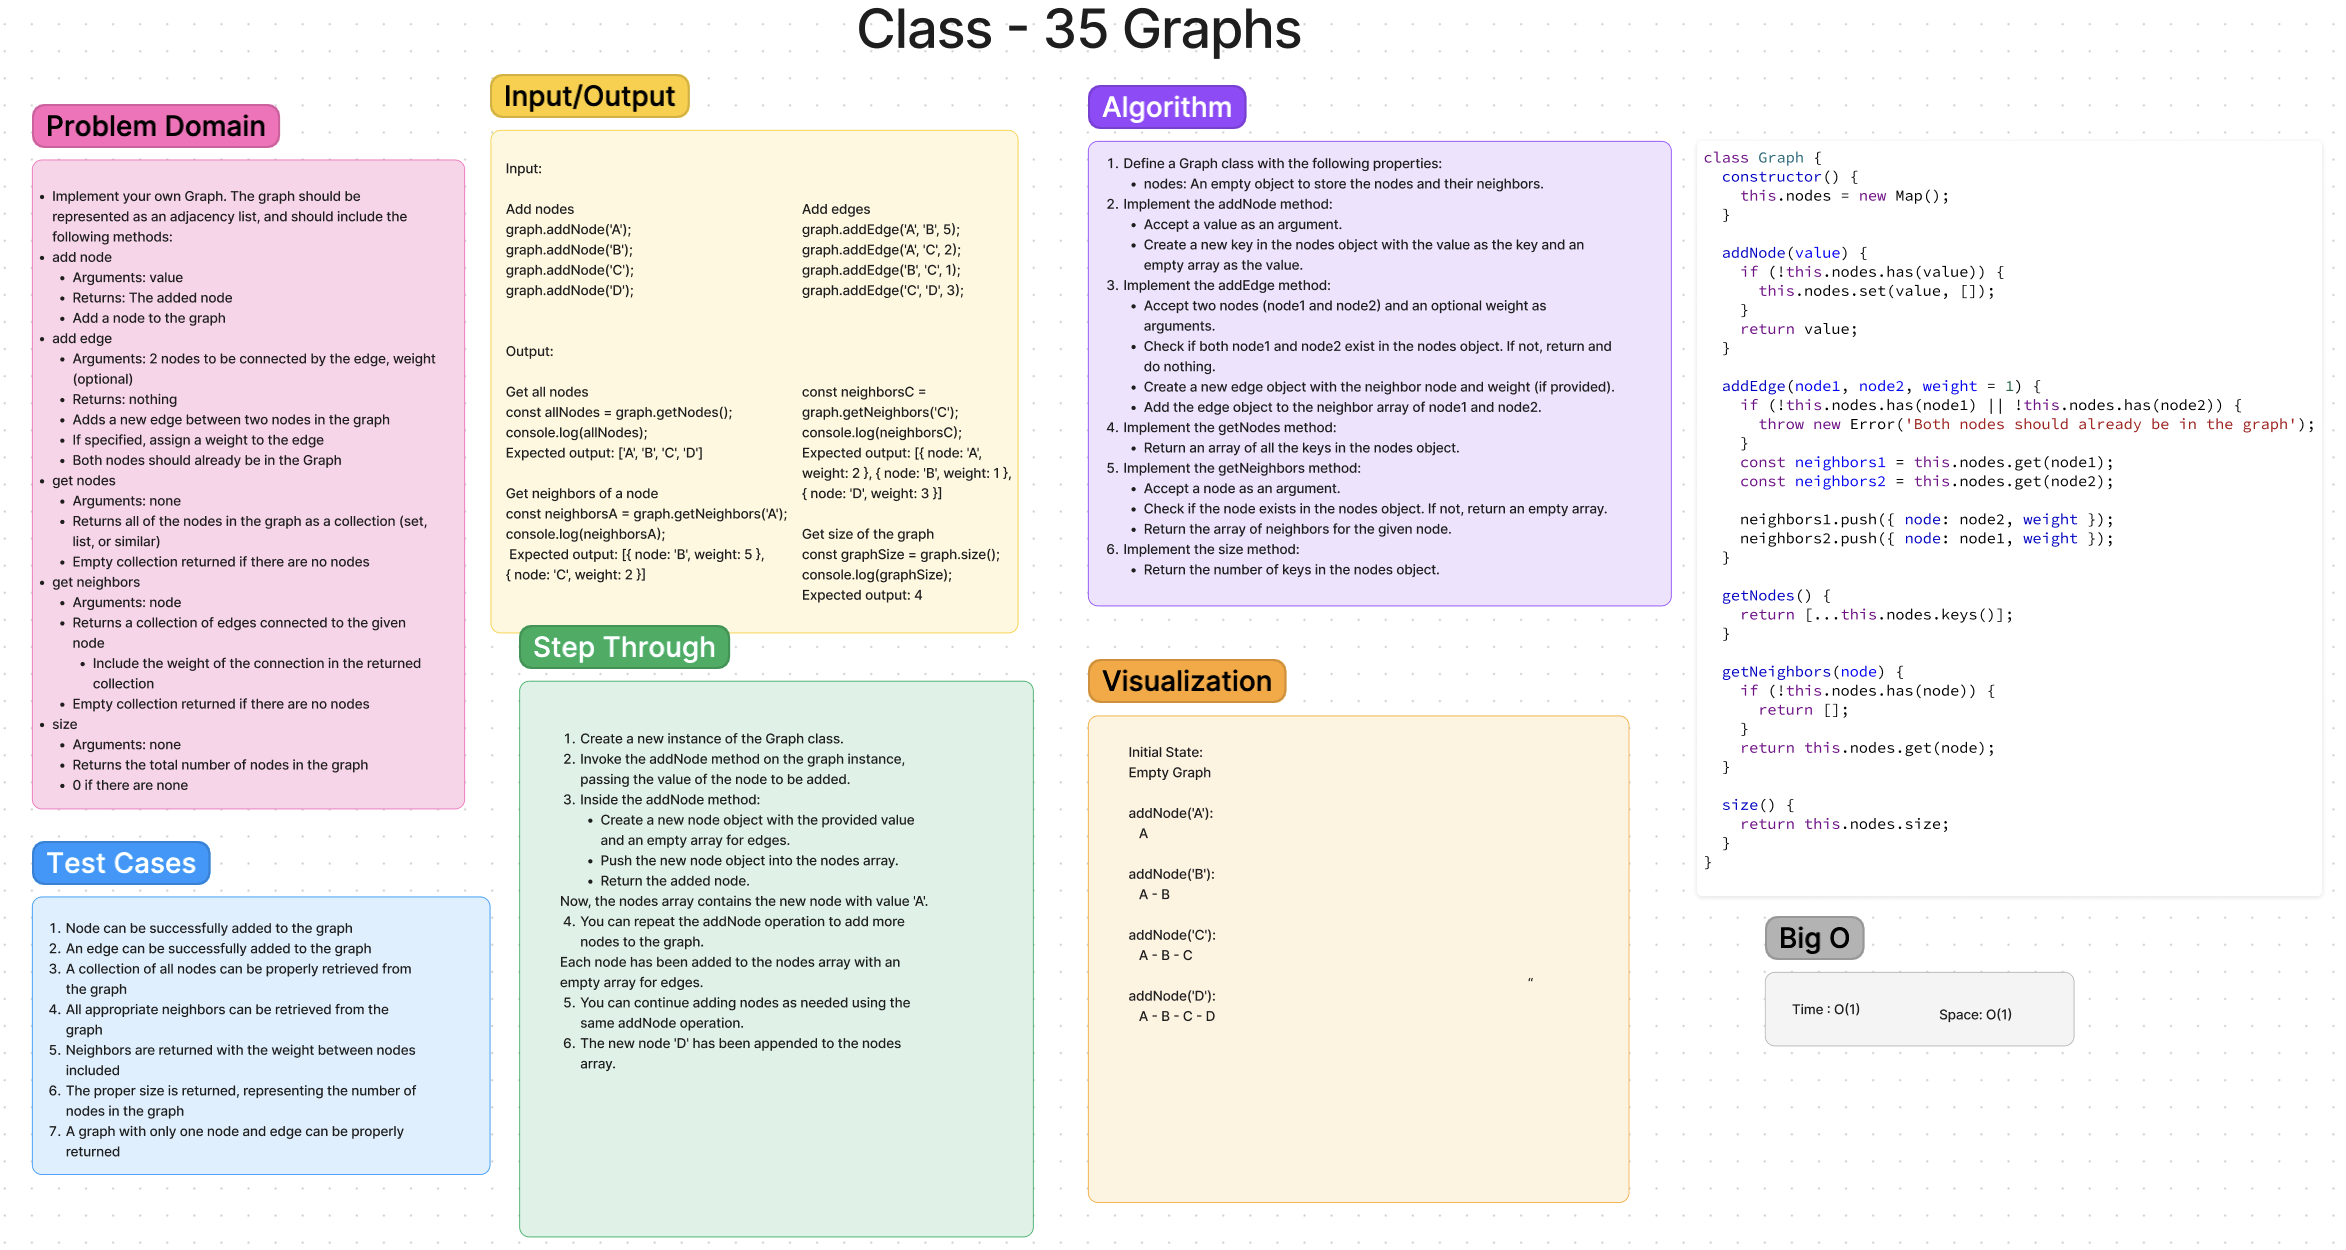 Class - 35 Graphs
Problem Domain
• Implement your own Graph. The graph should be
represented as an adjacency list, and should include the
following methods:
• add node
• Arguments: value
• Returns: The added node
• Add a node to the graph
• add edge
• Arguments: 2 nodes to be connected by the edge, weight
(optional)
• Returns: nothing
• Adds a new edge between two nodes in the graph
• If specified, assign a weight to the edge
• Both nodes should already be in the Graph
• get nodes
• Arguments: none
• Returns all of the nodes in the graph as a collection (set,
list, or similar)
• Empty collection returned if there are no nodes
• get neighbors
• Arguments: node
• Returns a collection of edges connected to the given
node
• Include the weight of the connection in the returned
collection
• Empty collection returned if there are no nodes
• size
• Arguments: none
• Returns the total number of nodes in the graph
• 0 if there are none
Test Cases
1. Node can be successfully added to the graph
2. An edge can be successfully added to the graph
3. A collection of all nodes can be properly retrieved from
the graph
4. All appropriate neighbors can be retrieved from the
graph
5. Neighbors are returned with the weight between nodes
included
6. The proper size is returned, representing the number of
nodes in the graph
7. A graph with only one node and edge can be properly
returned
Input/Output
Input:
Add nodes
graph.addNode('A');
graph.addNode('B');
graph.addNode('C');
graph.addNode('D');
Add edges
graph.addEdge('A', 'B', 5);
graph.addEdge('A', 'C', 2);
graph.addEdge('B', 'C', 1);
graph.addEdge('C', 'D', 3);
Output:
Get all nodes
const allNodes = graph.getNodes();
console.log(allNodes);
Expected output: ['A', 'B', 'C', 'D']
Get neighbors of a node
const neighborsA = graph.getNeighbors('A');
console.log(neighborsA);
Expected output: [{ node: 'B', weight: 5 },
{ node: 'C', weight: 2 }]
const neighborsC =
graph.getNeighbors('C');
console.log(neighborsC);
Expected output: [{ node: 'A',
weight: 2 }, { node: 'B', weight: 1 },
{ node: 'D', weight: 3 }]
Get size of the graph
const graphSize = graph.size();
console.log(graphSize);
Expected output: 4
Step Through
1. Create a new instance of the Graph class.
2. Invoke the addNode method on the graph instance,
passing the value of the node to be added.
3. Inside the addNode method:
• Create a new node object with the provided value
and an empty array for edges.
• Push the new node object into the nodes array.
• Return the added node.
Now, the nodes array contains the new node with value 'A'.
4. You can repeat the addNode operation to add more
nodes to the graph.
Each node has been added to the nodes array with an
empty array for edges.
5. You can continue adding nodes as needed using the
same addNode operation.
6. The new node 'D' has been appended to the nodes
array.
Algorithm
1. Define a Graph class with the following properties:
• nodes: An empty object to store the nodes and their neighbors.
2. Implement the addNode method:
• Accept a value as an argument.
• Create a new key in the nodes object with the value as the key and an
empty array as the value.
3. Implement the addEdge method:
• Accept two nodes (node1 and node2) and an optional weight as
arguments.
• Check if both node1 and node2 exist in the nodes object. If not, return and
do nothing.
• Create a new edge object with the neighbor node and weight (if provided).
• Add the edge object to the neighbor array of node1 and node2.
4. Implement the getNodes method:
• Return an array of all the keys in the nodes object.
5. Implement the getNeighbors method:
• Accept a node as an argument.
• Check if the node exists in the nodes object. If not, return an empty array.
• Return the array of neighbors for the given node.
6. Implement the size method:
• Return the number of keys in the nodes object.
Visualization
Initial State:
Empty Graph
addNode('A'):
A
addNode('B'):
A - B
addNode('C'):
A - B - C
“
addNode('D'):
A - B - C - D
class Graph {
constructor() {
this.nodes = new Map();
}
addNode(value) {
if (!this.nodes.has(value)) {
this.nodes.set(value, []);
}
return value;
}
addEdge(node1, node2, weight = 1) {
if (!this.nodes.has(node1) || !this.nodes.has(node2)) {
throw new Error('Both nodes should already be in the graph');
}
const neighbors1 = this.nodes.get(node1);
const neighbors2 = this.nodes.get(node2);
neighbors1.push({ node: node2, weight });
neighbors2.push({ node: node1, weight });
}
getNodes() {
return [...this.nodes.keys()];
}
getNeighbors(node) {
if (!this.nodes.has(node)) {
return [];
}
return this.nodes.get(node);
}
size() {
return this.nodes.size;
}
}
Big O
Time : O(1)
Space: O(1)